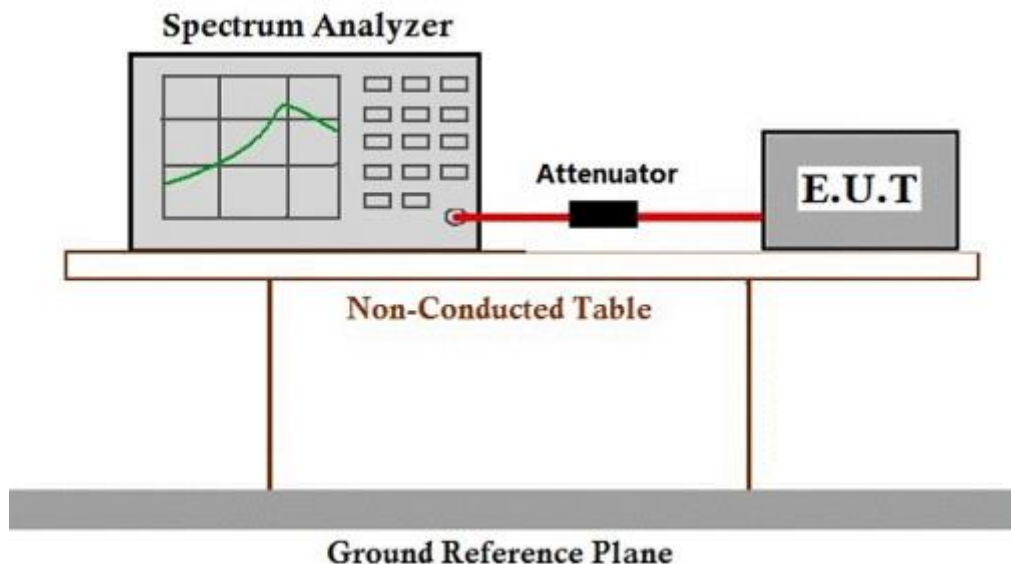 Spectrum Analyzer
Attenuator
E.U.T
Non-Conducted Table
Ground Reference Plane